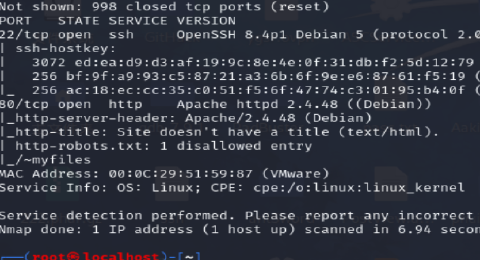 Not shown: 998 closed tcp ports (reset)
PORT   STATE SERVICE VERSION
22/tcp open  ssh     OpenSSH 8.4p1 Debian 5 (protocol 2.0
| ssh-hostkey:
|   3072 ed:ea:d9:d3:af:19:9c:8e:4e:0f:31:db:f2:5d:12:79
|   256 bf:9f:a9:93:c5:87:21:a3:6b:6f:9e:e6:87:61:f5:19 (
|_  256 ac:18:ec:cc:35:c0:51:f5:6f:47:74:c3:01:95:b4:0f (
80/tcp open  http    Apache httpd 2.4.48 ((Debian))
|_http-server-header: Apache/2.4.48 (Debian)
|_http-title: Site doesn't have a title (text/html).
| http-robots.txt: 1 disallowed entry
|_/~myfiles
MAC Address: 00:0C:29:51:59:87 (VMware)
Service Info: OS: Linux; CPE: cpe:/o:linux:linux_kernel
Service detection performed. Please report any incorrect
Nmap done: 1 IP address (1 host up) scanned in 6.94 secon
(root㉿localhost)-[~]